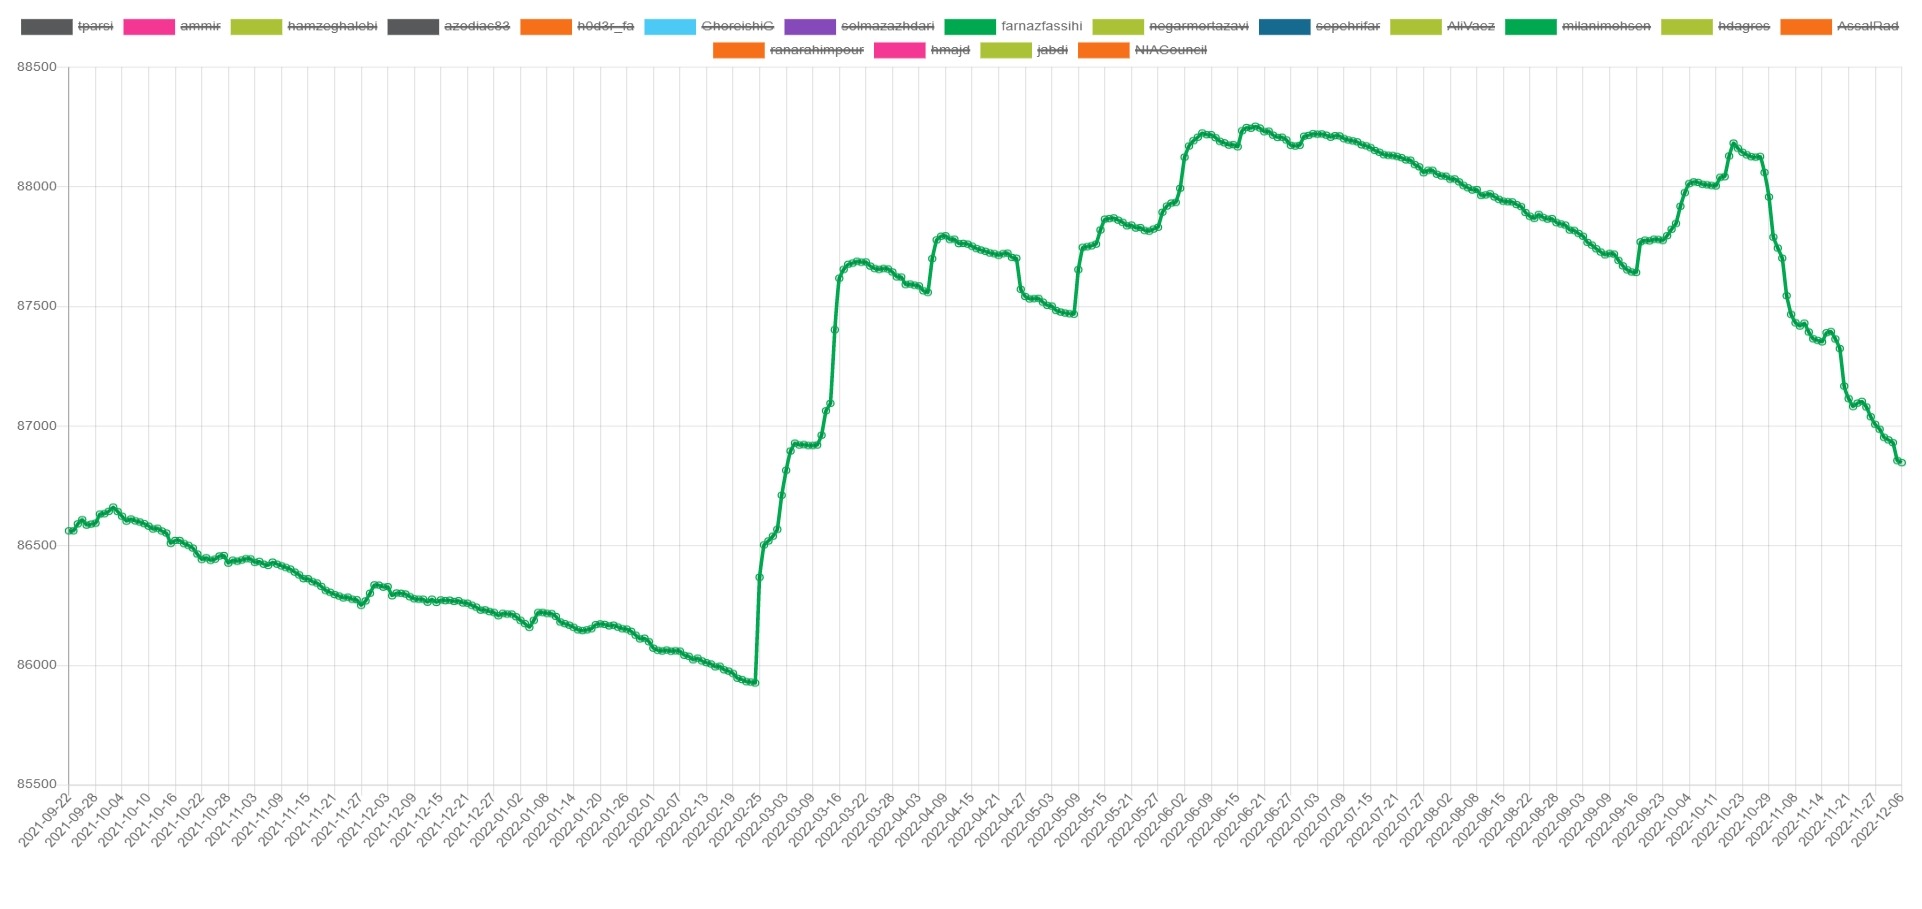 tparsi ammir hamzeghalebi azodiac83 h0d3r_fa GhoreishiG solmazazhdari farnazfassihi negarmortazavi sepehrifar AliVaez milanimohsen hdagres AssalRad
ranarahimpour hmajd jabdi NIACouncil
88500
88000
87500
87000
86500
86000
85500
2021-09-22 2021-09-28 2021-10-04 2021-10-10 2021-10-16 2021-10-22 2021-10-28 2021-11-03 2021-11-09 2021-11-15 2021-11-21 2021-11-27 2021-12-03 2021-12-09 2021-12-15 2021-12-21 2021-12-27 2022-01-02 2022-01-08 2022-01-14 2022-01-20 2022-01-26 2022-02-01 2022-02-07 2022-02-13 2022-02-19 2022-02-25 2022-03-03 2022-03-09 2022-03-16 2022-03-22 2022-03-28 2022-04-03 2022-04-09 2022-04-15 2022-04-21 2022-04-27 2022-05-03 2022-05-09 2022-05-15 2022-05-21 2022-05-27 2022-06-02 2022-06-09 2022-06-15 2022-06-21 2022-06-27 2022-07-03 2022-07-09 2022-07-15 2022-07-21 2022-07-27 2022-08-02 2022-08-08 2022-08-15 2022-08-22 2022-08-28 2022-09-03 2022-09-09 2022-09-16 2022-09-23 2022-10-04 2022-10-11 2022-10-23 2022-10-29 2022-11-08 2022-11-14 2022-11-21 2022-11-27 2022-12-06